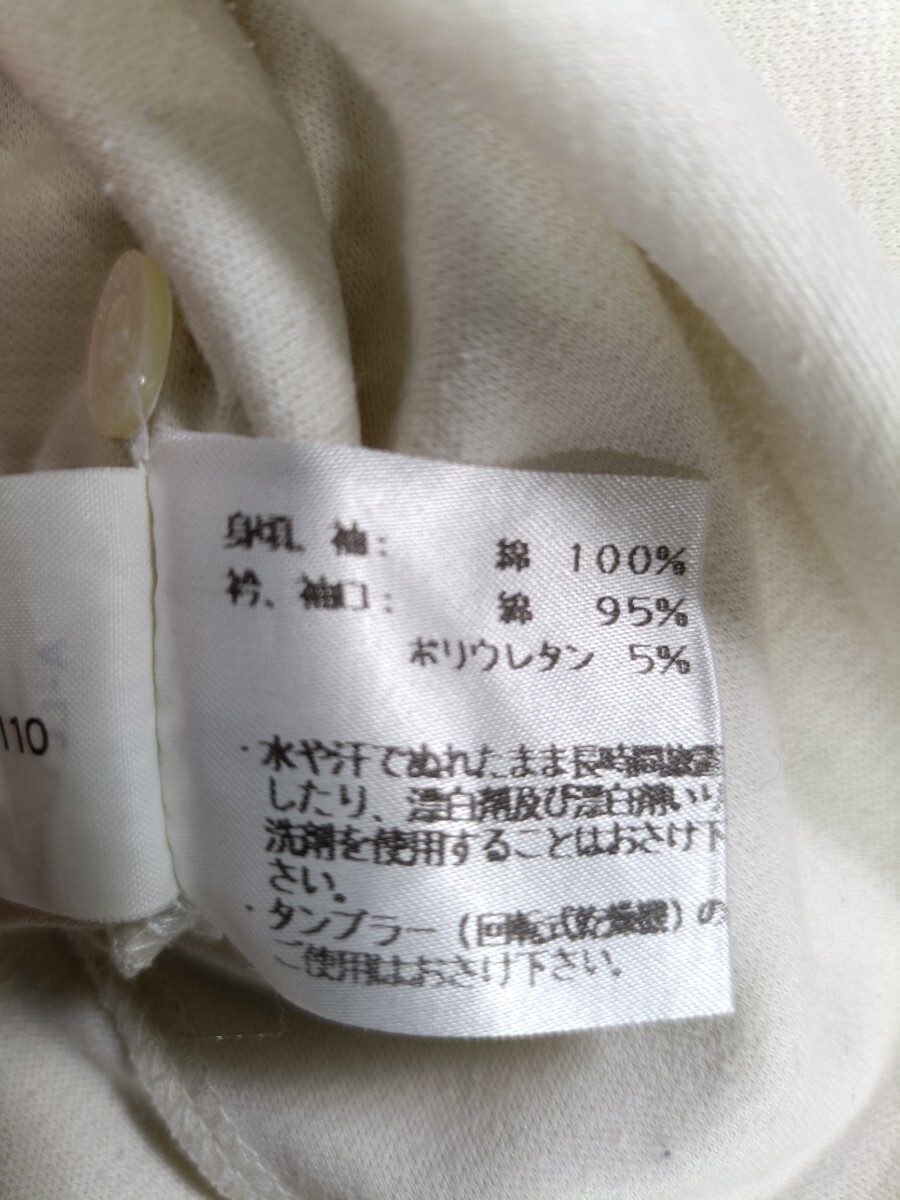 身頃、袖: 綿 100%
衿、袖口: 綿 95%
ポリウレタン 5%
・水や汗でぬれたまま長時間放置
したり、漂白剤及び漂白剤いり
洗剤を使用することはおさけ下
さい。
・タンブラー(回転式乾燥機)の
ご使用はおさけ下さい。
110